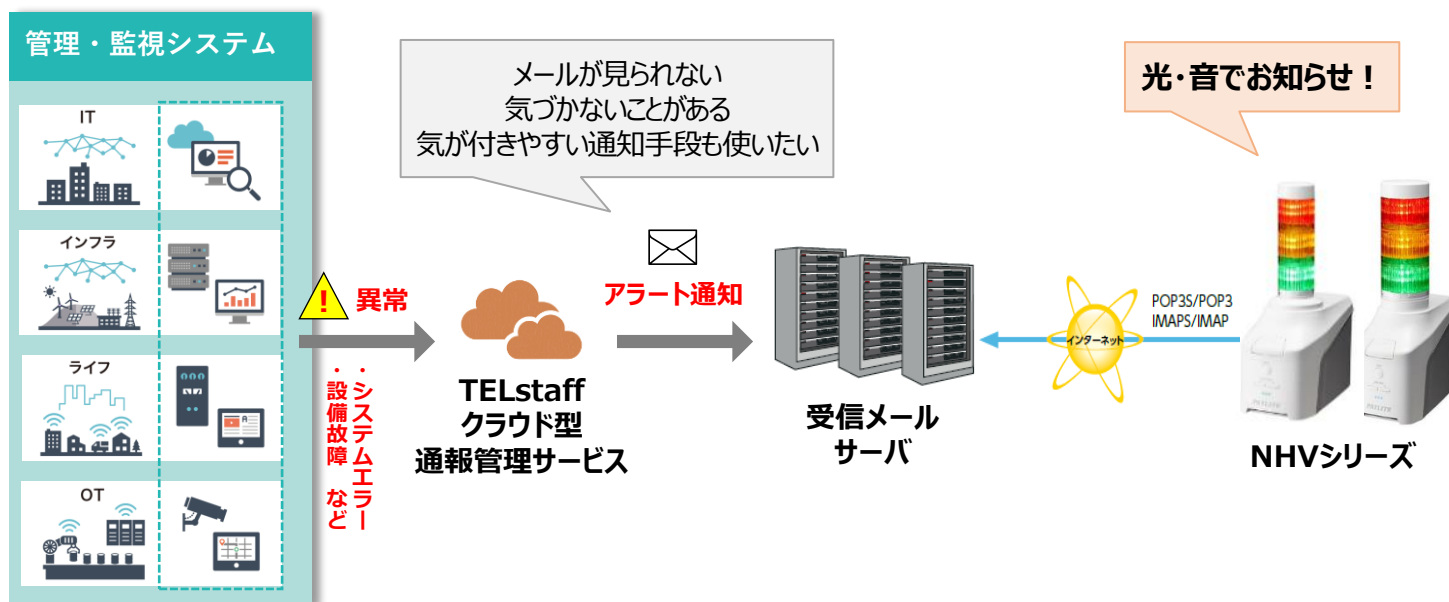 管理・監視システム
IT
インフラ
ライフ
OT
!
異常
・システムエラー
・設備故障 など
メールが見られない
気づかないことがある
気が付きやすい通知手段も使いたい
アラート通知
TELstaff
クラウド型
通報管理サービス
受信メール
サーバ
インターネット
POP3S/POP3
IMAPS/IMAP
光・音でお知らせ！
PATLITE
PATLITE
NHVシリーズ